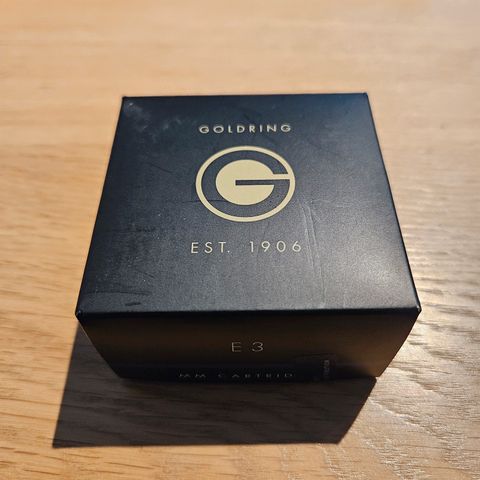 GOLDRING
G
EST. 1906
E3
MM CARTRID